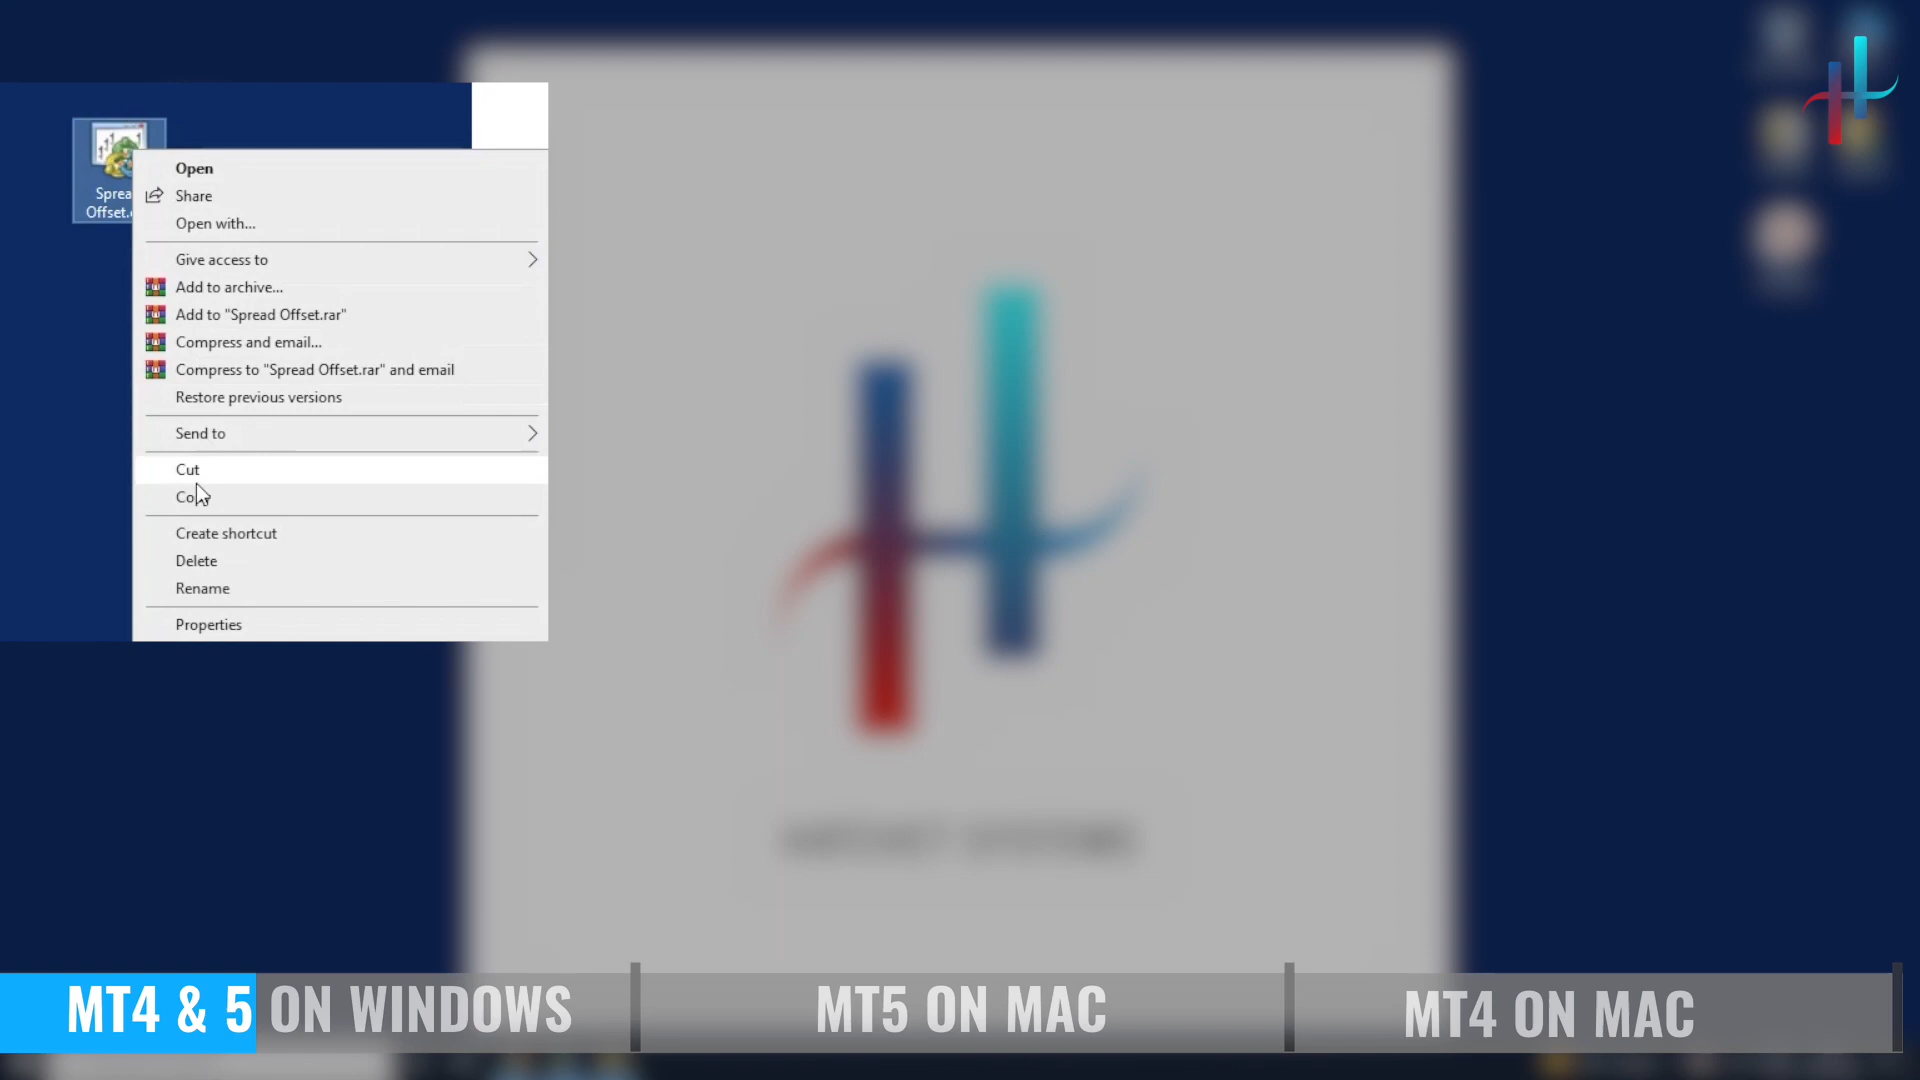 Sprea
Offset.
Open
Share
Open with...
Give access to
Add to archive...
Add to "Spread Offset.rar"
Compress and email...
Compress to "Spread Offset.rar" and email
Restore previous versions
Send to
Cut
Copy
Create shortcut
Delete
Rename
Properties
MT4 & 5 ON WINDOWS
MT5 ON MAC
MT4 ON MAC